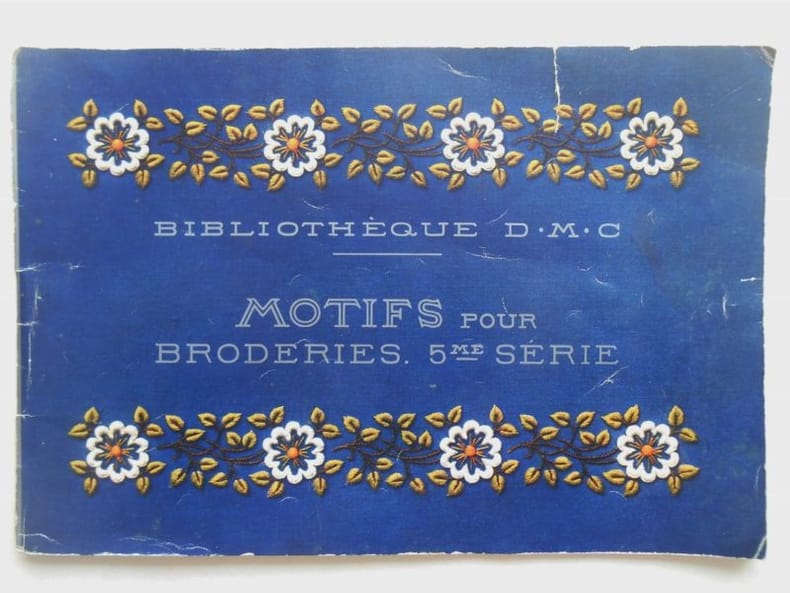 BIBLIOTHÈQUE D·M·C
MOTIFS POUR
BRODERIES. 5ME SÉRIE